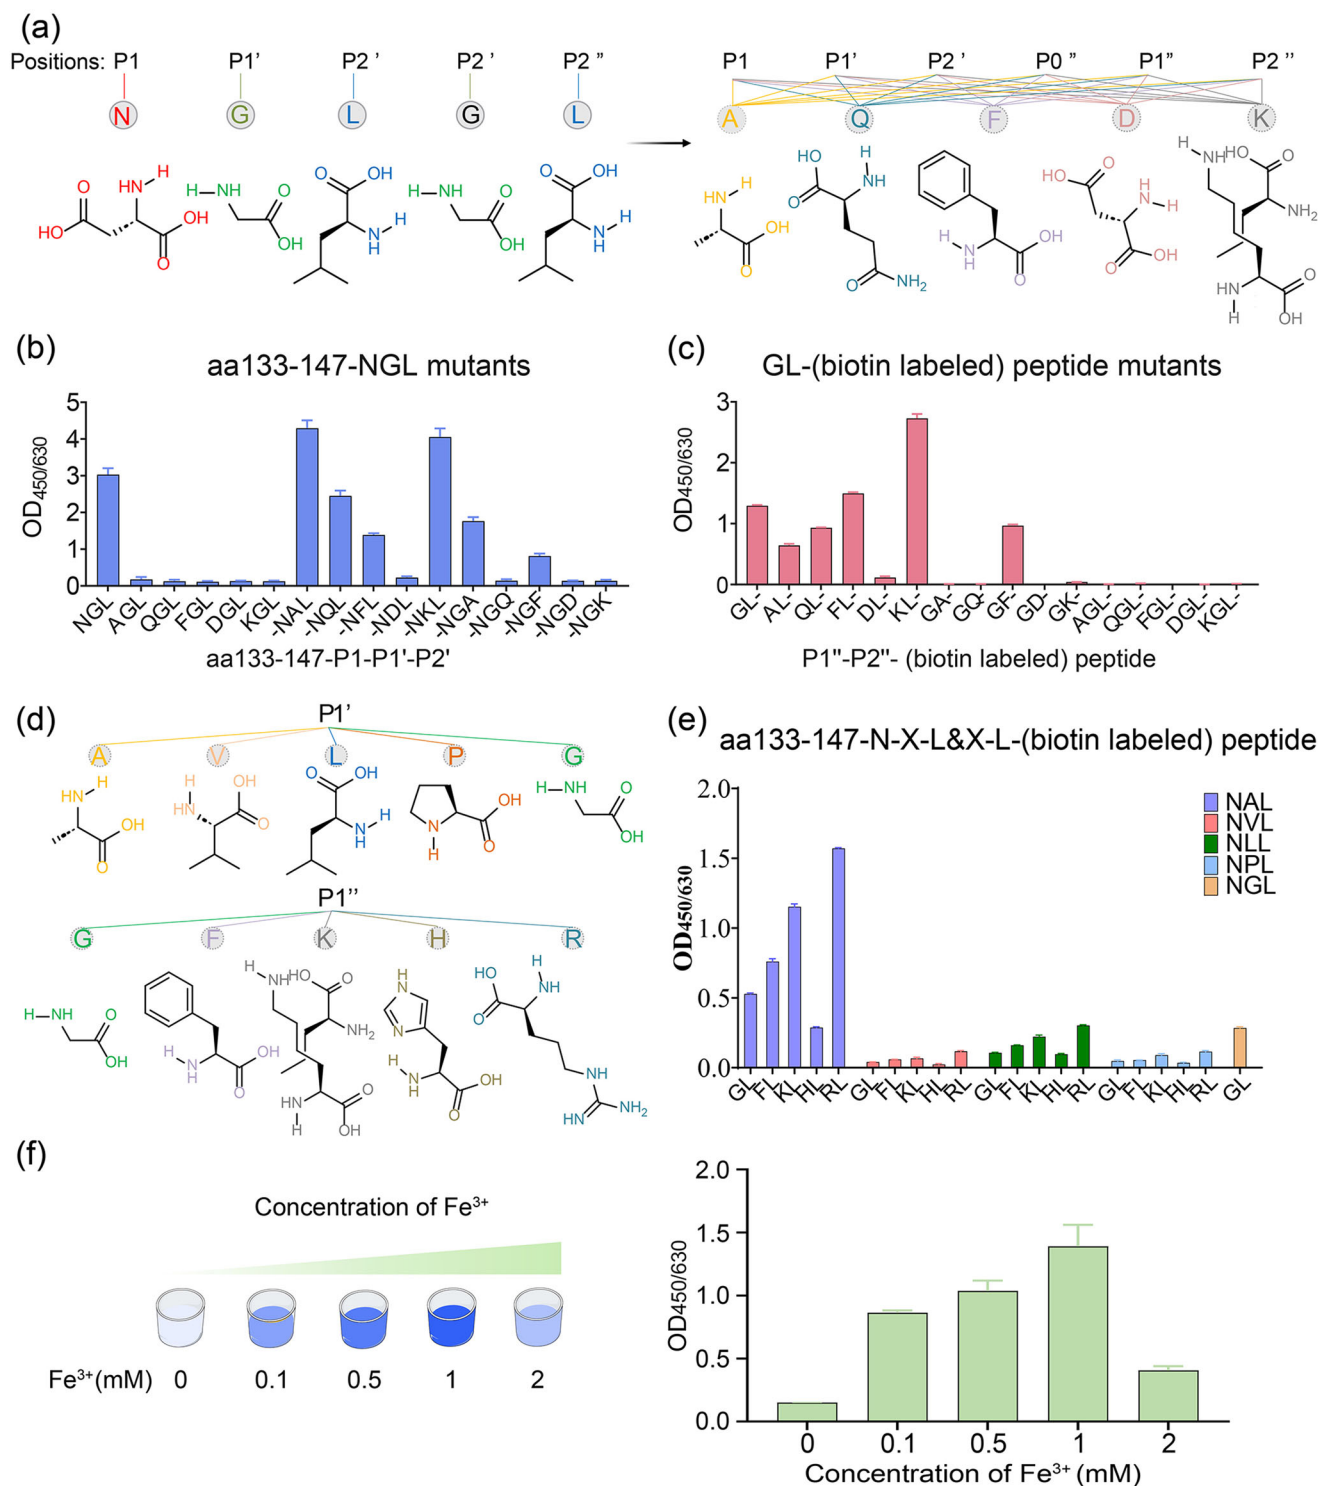 (a)
Positions: P1 P1' P2 ' P2 ' P2 "
N G L G L
P1 P1' P2 ' P0 " P1" P2 ''
A Q F D K
(b)
aa133-147-NGL mutants
OD450/630
5
4
3
2
1
0
NGL AGL QGL FGL DGL KGL -NAL -NQL -NFL -NDL -NKL -NGA -NGQ -NGF -NGD -NGK
aa133-147-P1-P1'-P2'
(c)
GL-(biotin labeled) peptide mutants
OD450/630
3
2
1
0
GL- AL- QL- FL- DL- KL- GA- GQ- GF- GD- GK- AGL- QGL- FGL- DGL- KGL-
P1''-P2''- (biotin labeled) peptide
(d)
P1'
A V L P G
P1''
G F K H R
(e)
aa133-147-N-X-L&X-L-(biotin labeled) peptide
OD450/630
2.0
1.5
1.0
0.5
0.0
NAL
NVL
NLL
NPL
NGL
GL FL KL HL RL GL FL KL HL RL GL FL KL HL RL GL FL KL HL RL GL
(f)
Concentration of Fe³⁺
Fe³⁺(mM) 0 0.1 0.5 1 2
OD450/630
2.0
1.5
1.0
0.5
0.0
0 0.1 0.5 1 2
Concentration of Fe³⁺ (mM)